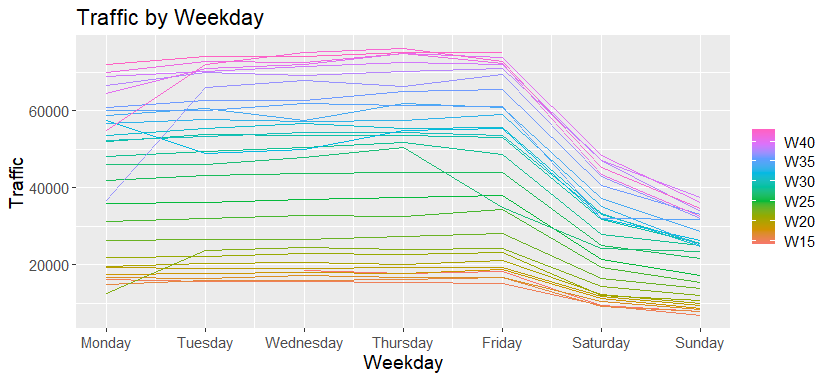 Traffic by Weekday
Traffic
60000
40000
20000
Monday Tuesday Wednesday Thursday Friday Saturday Sunday
Weekday
W40
W35
W30
W25
W20
W15